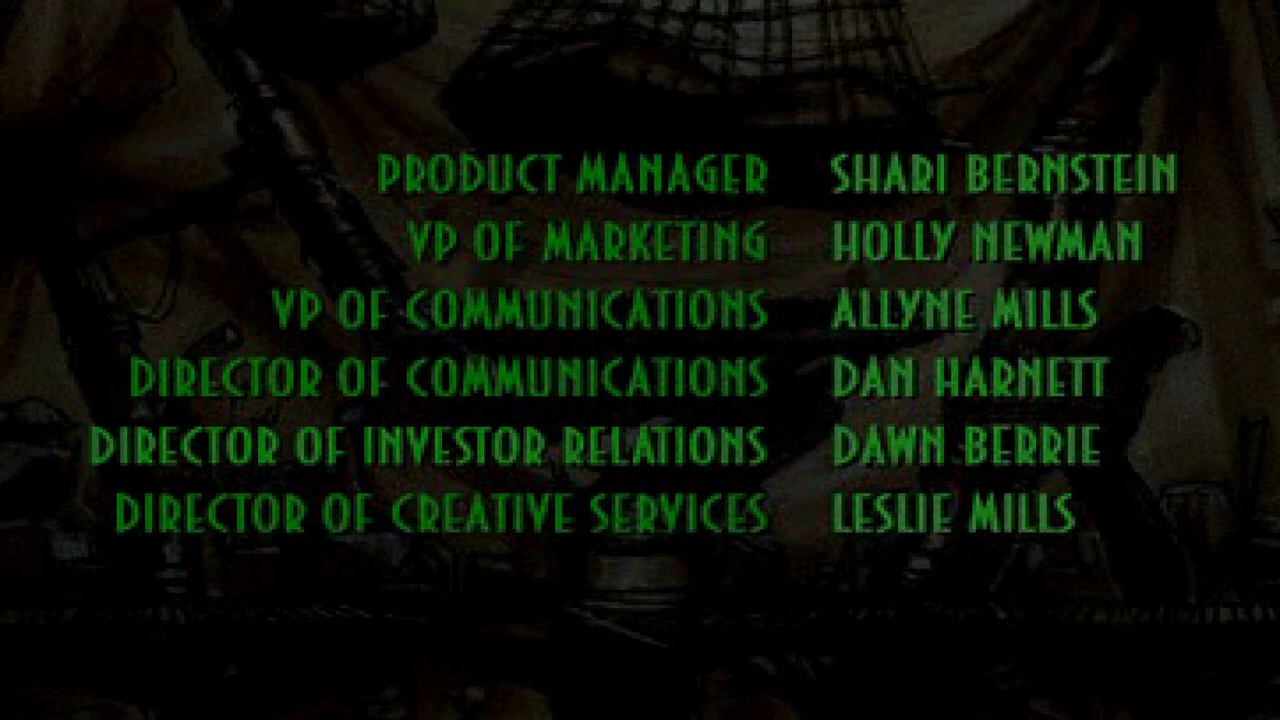 PRODUCT MANAGER SHARI BERNSTEIN
VP OF MARKETING HOLLY NEWMAN
VP OF COMMUNICATIONS ALLYNE MILLS
DIRECTOR OF COMMUNICATIONS DAN HARNETT
DIRECTOR OF INVESTOR RELATIONS DAWN BERRIE
DIRECTOR OF CREATIVE SERVICES LESLIE MILLS